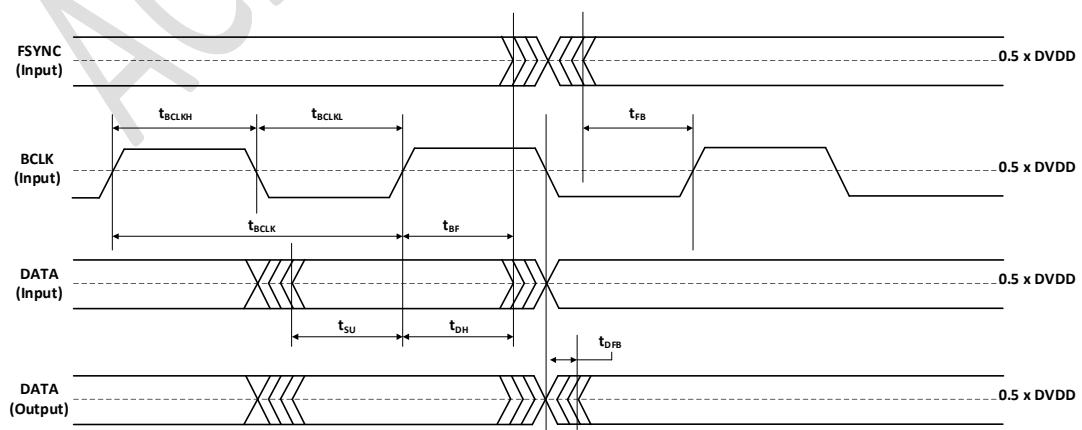 FSYNC
(Input)
0.5 x DVDD
tBCLKH
tBCLKL
tFB
BCLK
(Input)
0.5 x DVDD
tBCLK
tBF
DATA
(Input)
0.5 x DVDD
tSU
tDH
tDFB
DATA
(Output)
0.5 x DVDD